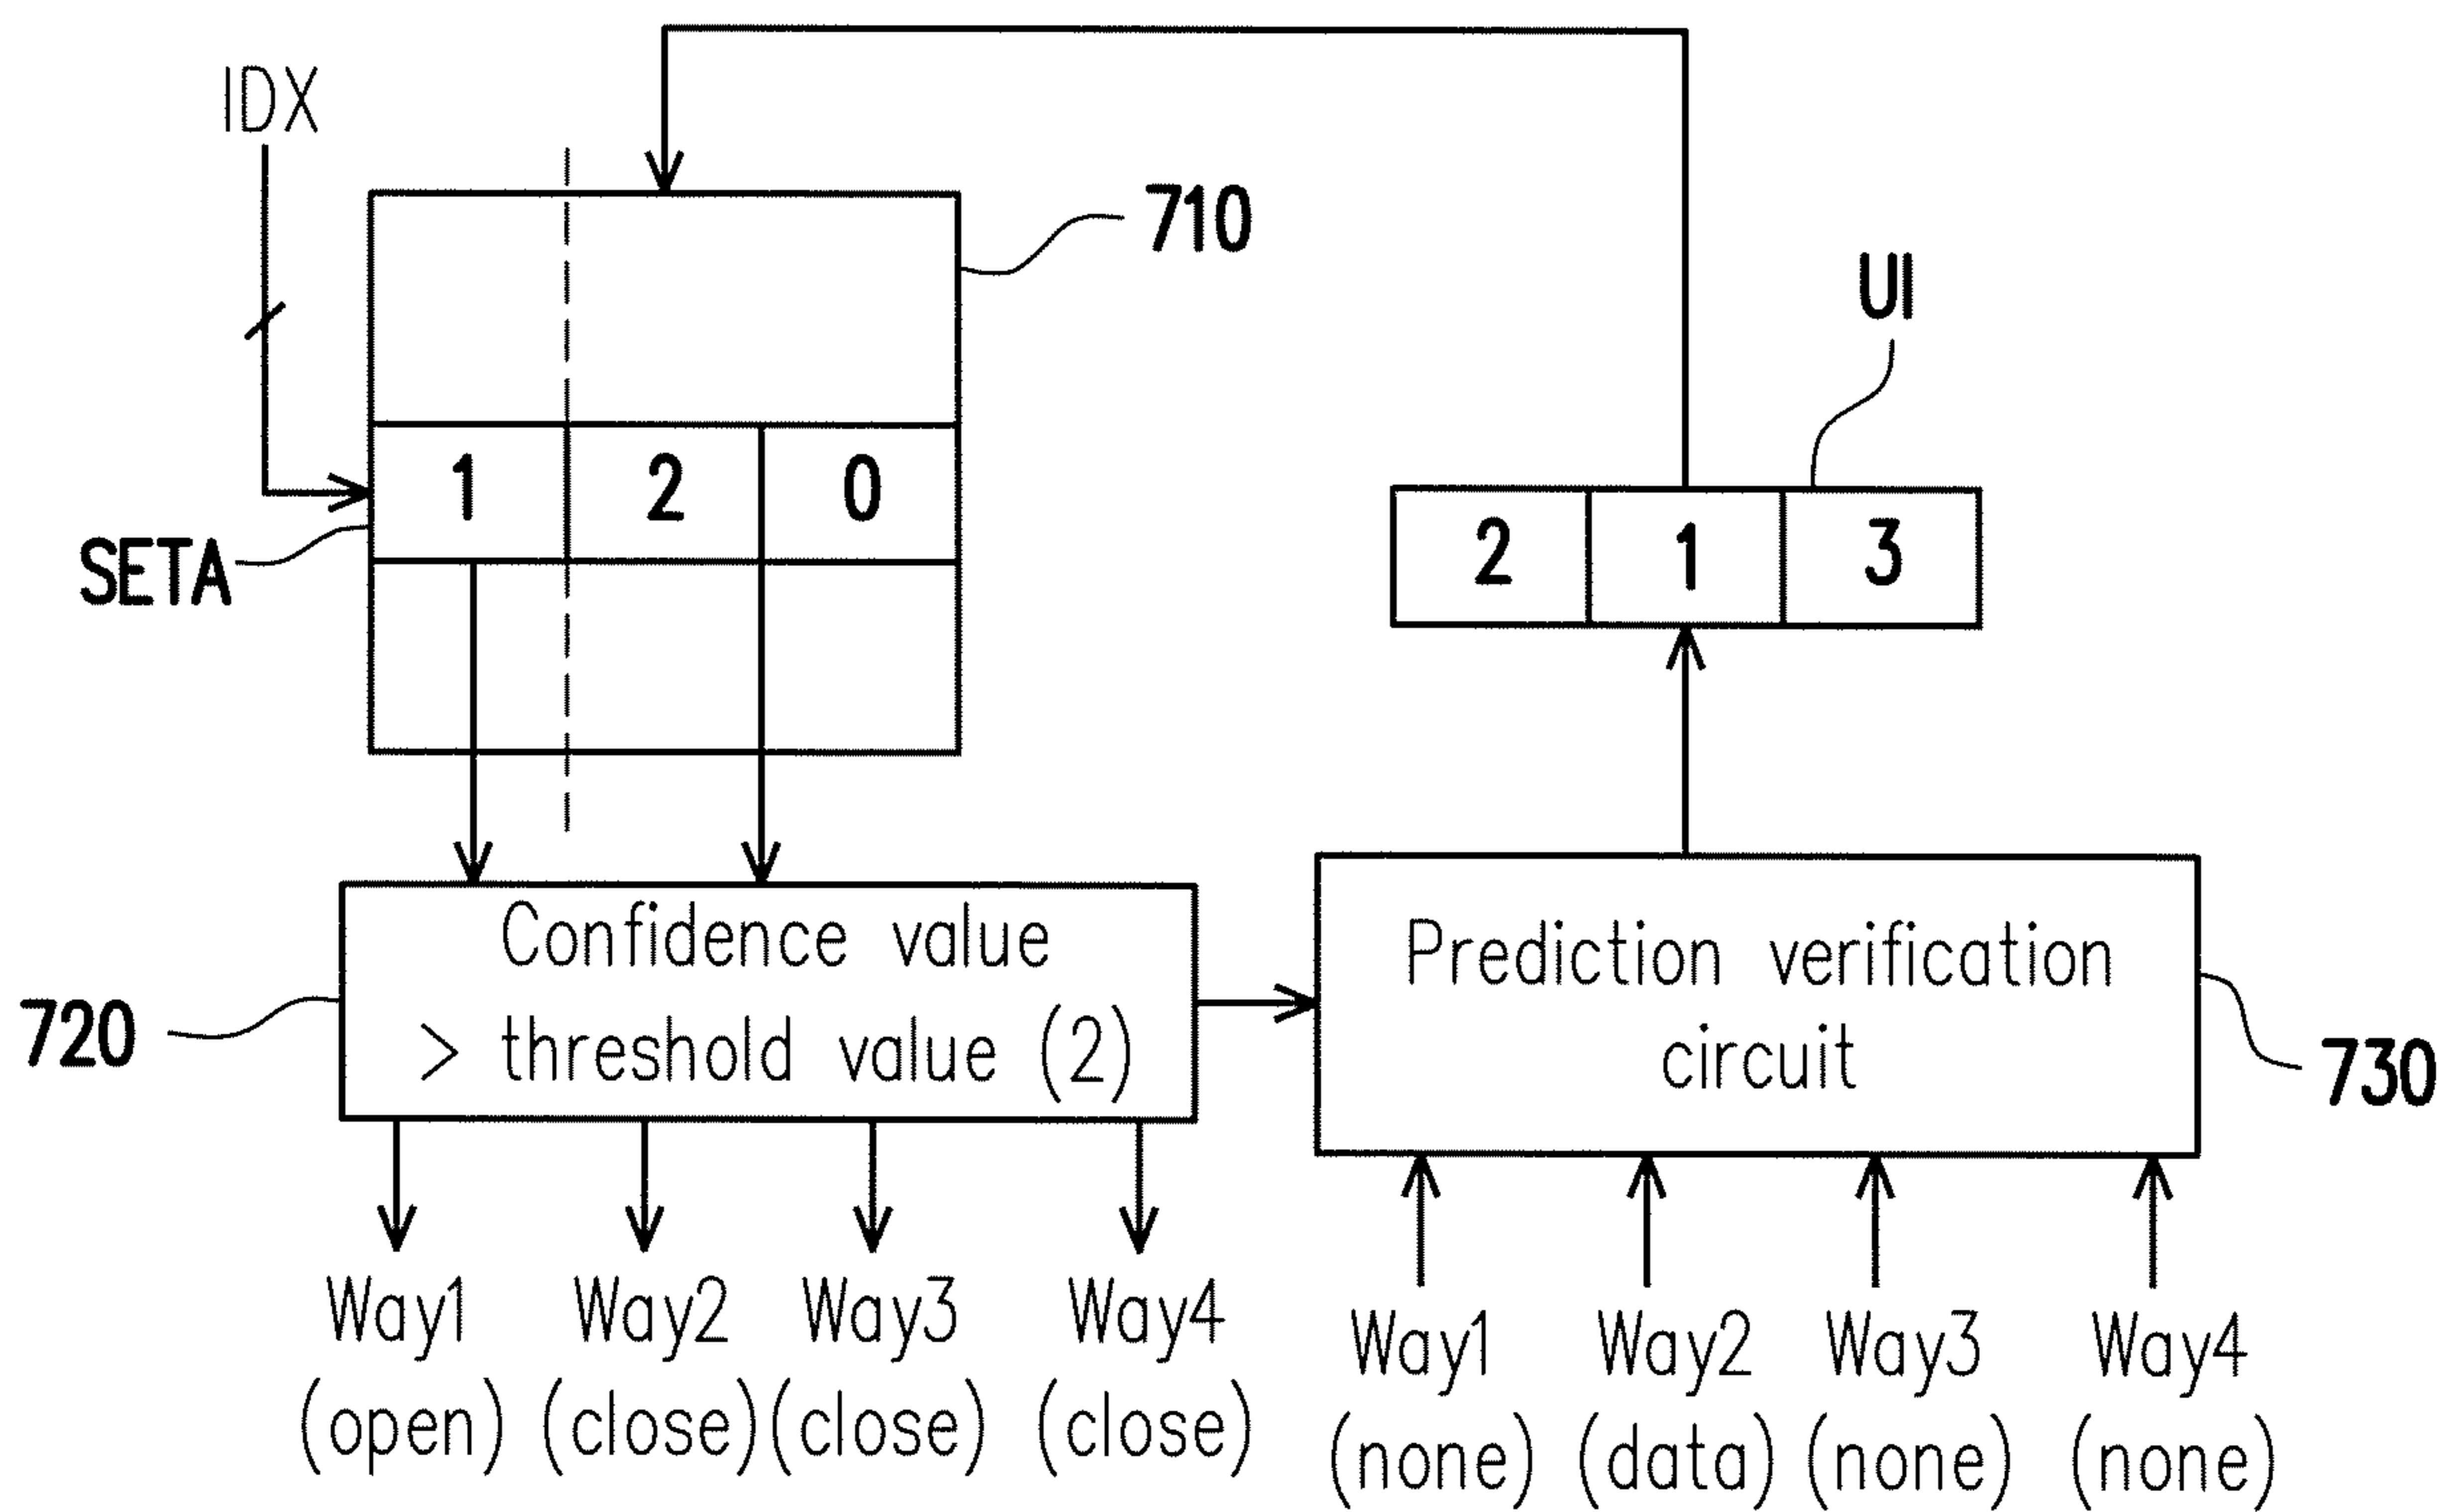 IDX
710
UI
1 2 0
SETA
2 1 3
Confidence value
> threshold value (2)
720
Prediction verification
circuit
730
Way1 Way2 Way3 Way4
(open) (close) (close) (close)
Way1 Way2 Way3 Way4
(none) (data) (none) (none)